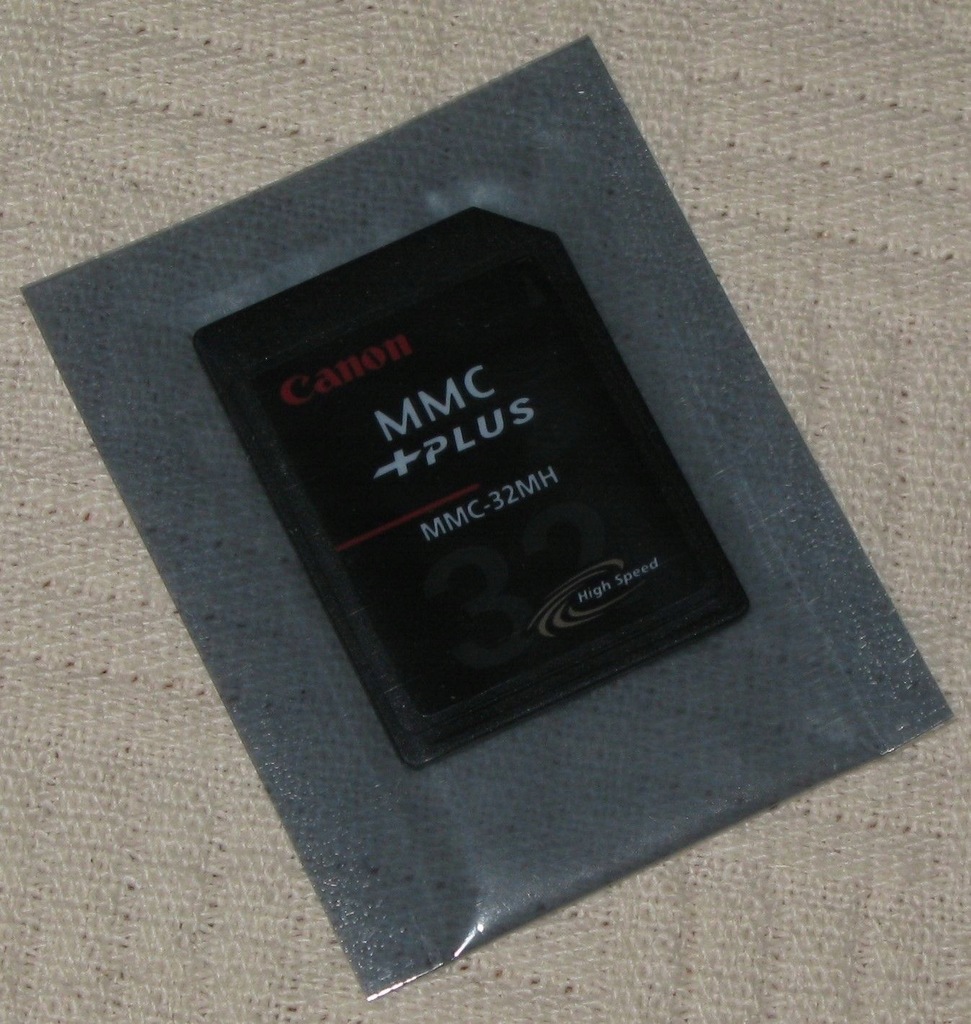 Canon
MMC
+PLUS
MMC-32MH
32
High Speed